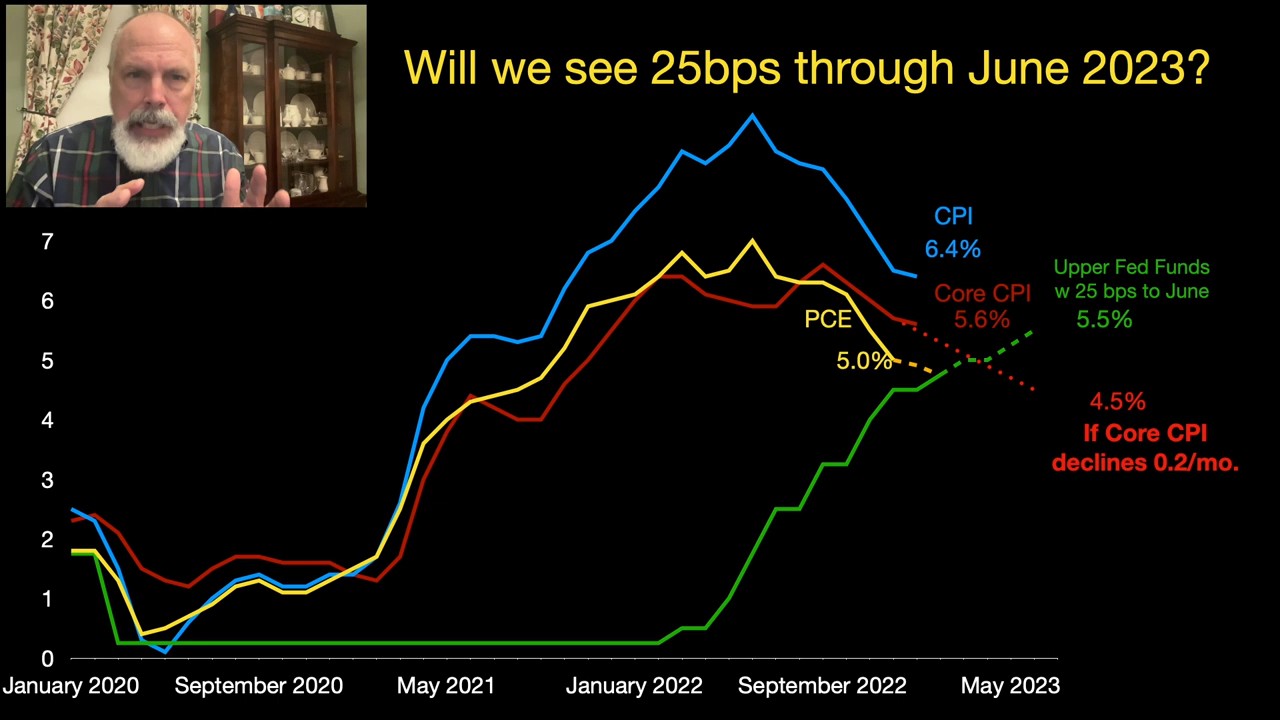 Will we see 25bps through June 2023?
7
6
5
4
3
2
1
0
CPI
6.4%
Core CPI
5.6%
PCE
5.0%
Upper Fed Funds
w 25 bps to June
5.5%
4.5%
If Core CPI
declines 0.2/mo.
January 2020
September 2020
May 2021
January 2022
September 2022
May 2023